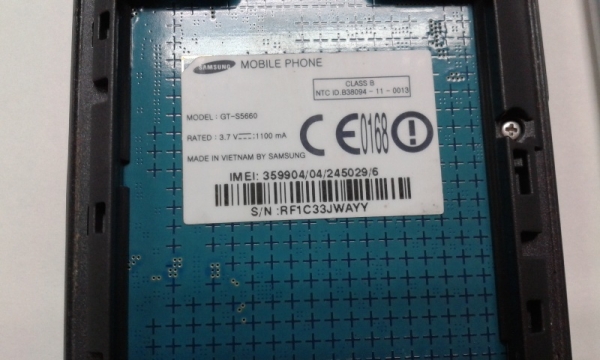 SAMSUNG MOBILE PHONE
CLASS B
NTC ID.B38094 - 11 - 0013
MODEL: GT-S5660
RATED : 3.7 V⎓:1100 mA
CE0168
MADE IN VIETNAM BY SAMSUNG
IMEI: 359904/04/245029/6
S/N :RF1C33JWAYY